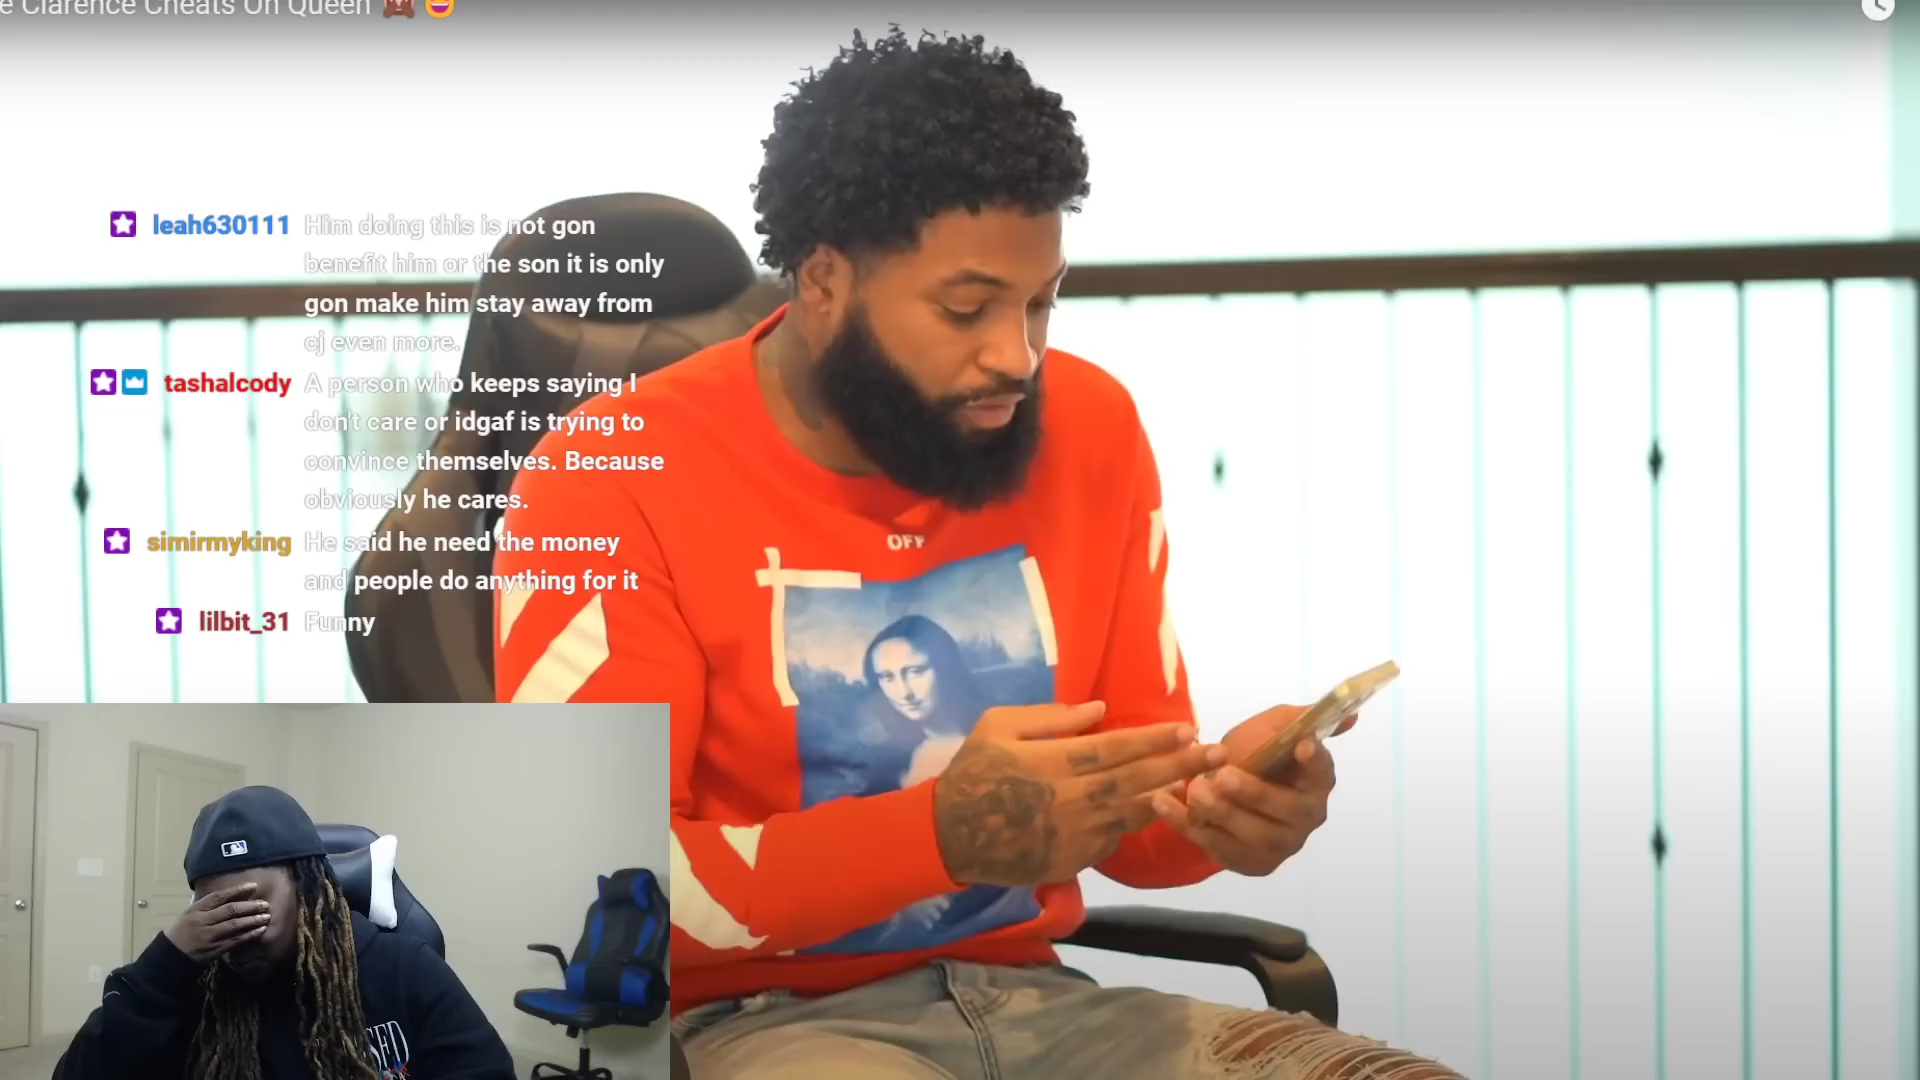 e Clarence Cheats On Queen
leah630111 Him doing this is not gon
benefit him or the son it is only
gon make him stay away from
cj even more.
tashalcody A person who keeps saying I
don't care or idgaf is trying to
convince themselves. Because
obviously he cares.
simirmyking He said he need the money
and people do anything for it
lilbit_31 Funny
OFF